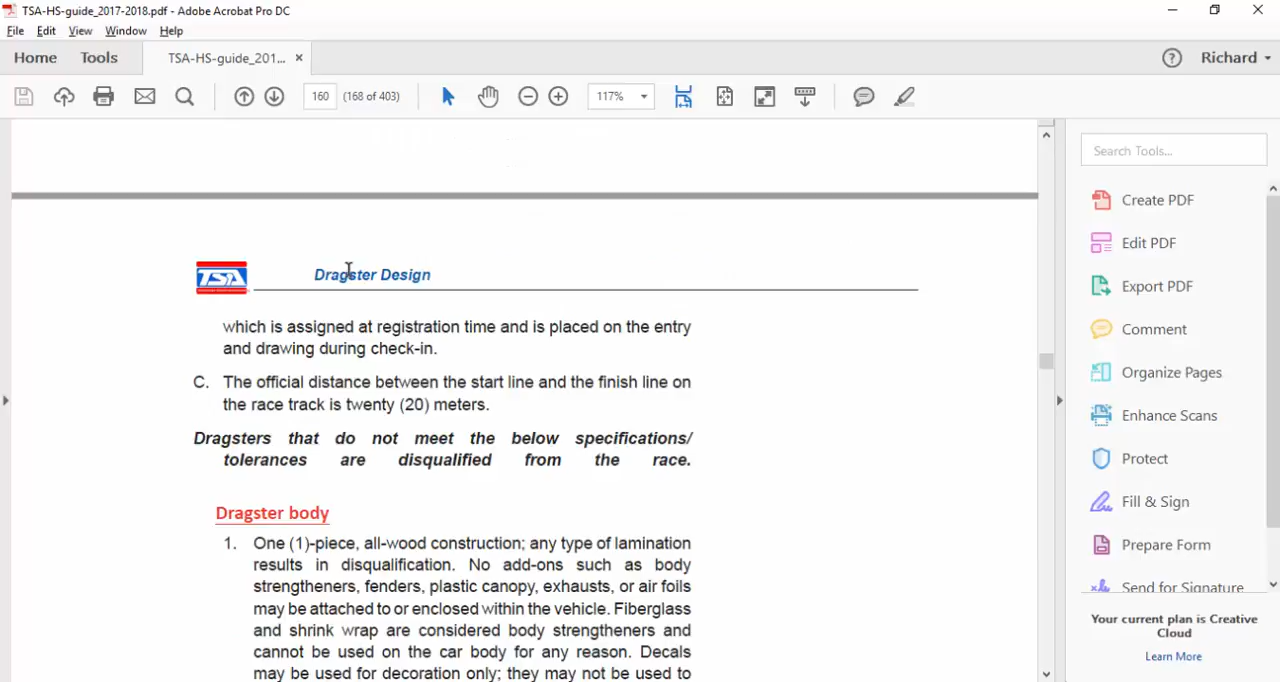 TSA-HS-guide_2017-2018.pdf - Adobe Acrobat Pro DC
File Edit View Window Help
Home Tools TSA-HS-guide_201... × Richard
160 (168 of 403) 117%
Search Tools...
Create PDF
Edit PDF
Export PDF
Comment
Organize Pages
Enhance Scans
Protect
Fill & Sign
Prepare Form
Send for Signature
Your current plan is Creative
Cloud
Learn More
TSA Dragster Design
which is assigned at registration time and is placed on the entry
and drawing during check-in.
C. The official distance between the start line and the finish line on
the race track is twenty (20) meters.
Dragsters that do not meet the below specifications/
tolerances are disqualified from the race.
Dragster body
1. One (1)-piece, all-wood construction; any type of lamination
results in disqualification. No add-ons such as body
strengtheners, fenders, plastic canopy, exhausts, or air foils
may be attached to or enclosed within the vehicle. Fiberglass
and shrink wrap are considered body strengtheners and
cannot be used on the car body for any reason. Decals
may be used for decoration only; they may not be used to